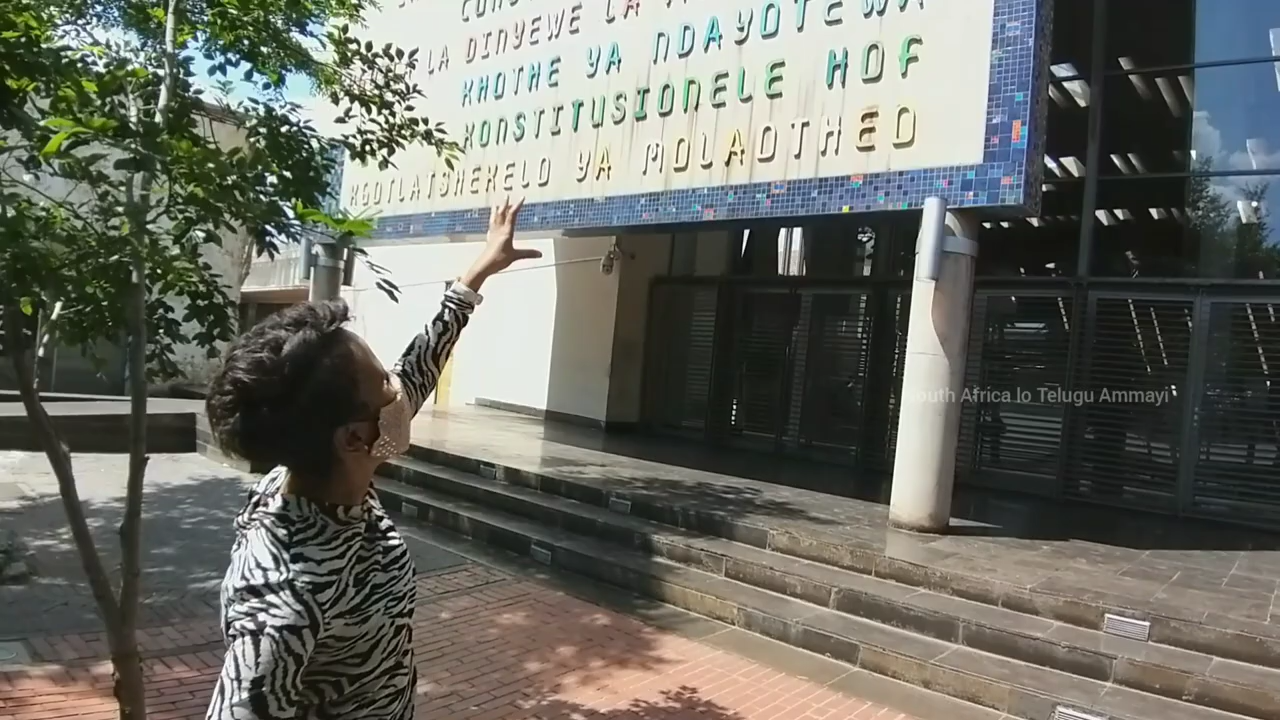 LA DINYEWE LA
KHOTHE YA NDAYOTEWA
KONSTITUSIONELE HOF
KGOTLATSHEKELO YA MOLAOTHEO
South Africa lo Telugu Ammayi